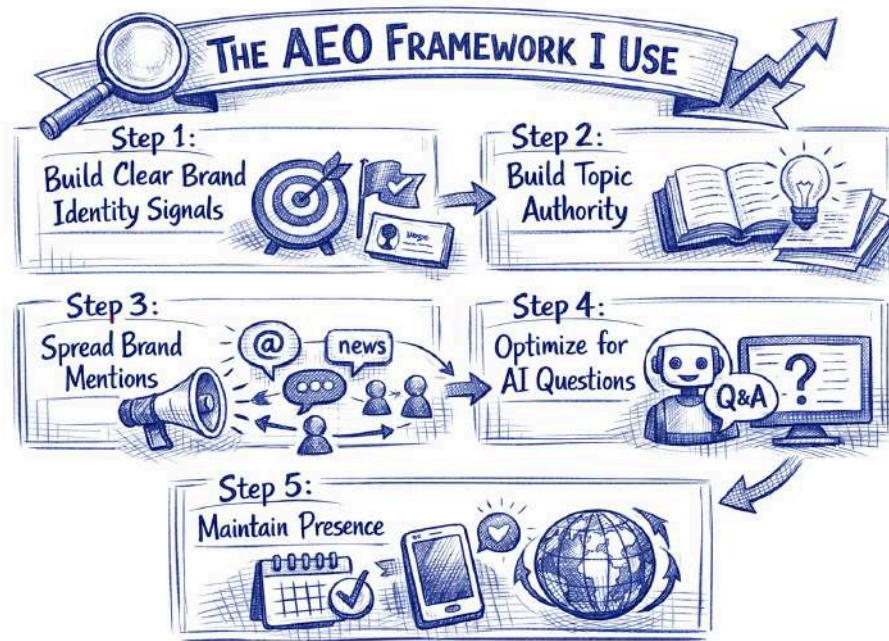 THE AEO FRAMEWORK I USE
Step 1:
Build Clear Brand
Identity Signals
Step 2:
Build Topic
Authority
Step 3:
Spread Brand
Mentions
@
news
Step 4:
Optimize for
AI Questions
Q&A
?
Step 5:
Maintain Presence